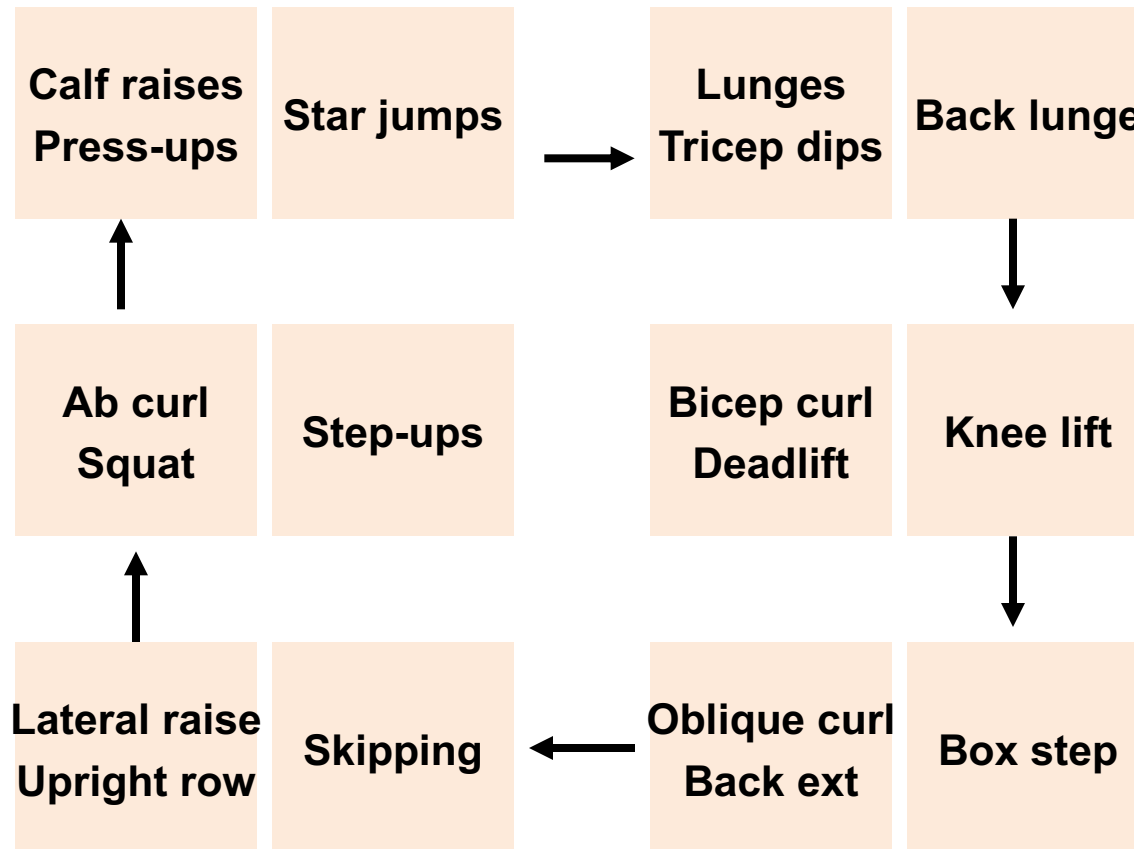 Calf raises
Press-ups
Star jumps
Lunges
Tricep dips
Back lunge
Ab curl
Squat
Step-ups
Bicep curl
Deadlift
Knee lift
Lateral raise
Upright row
Skipping
Oblique curl
Back ext
Box step